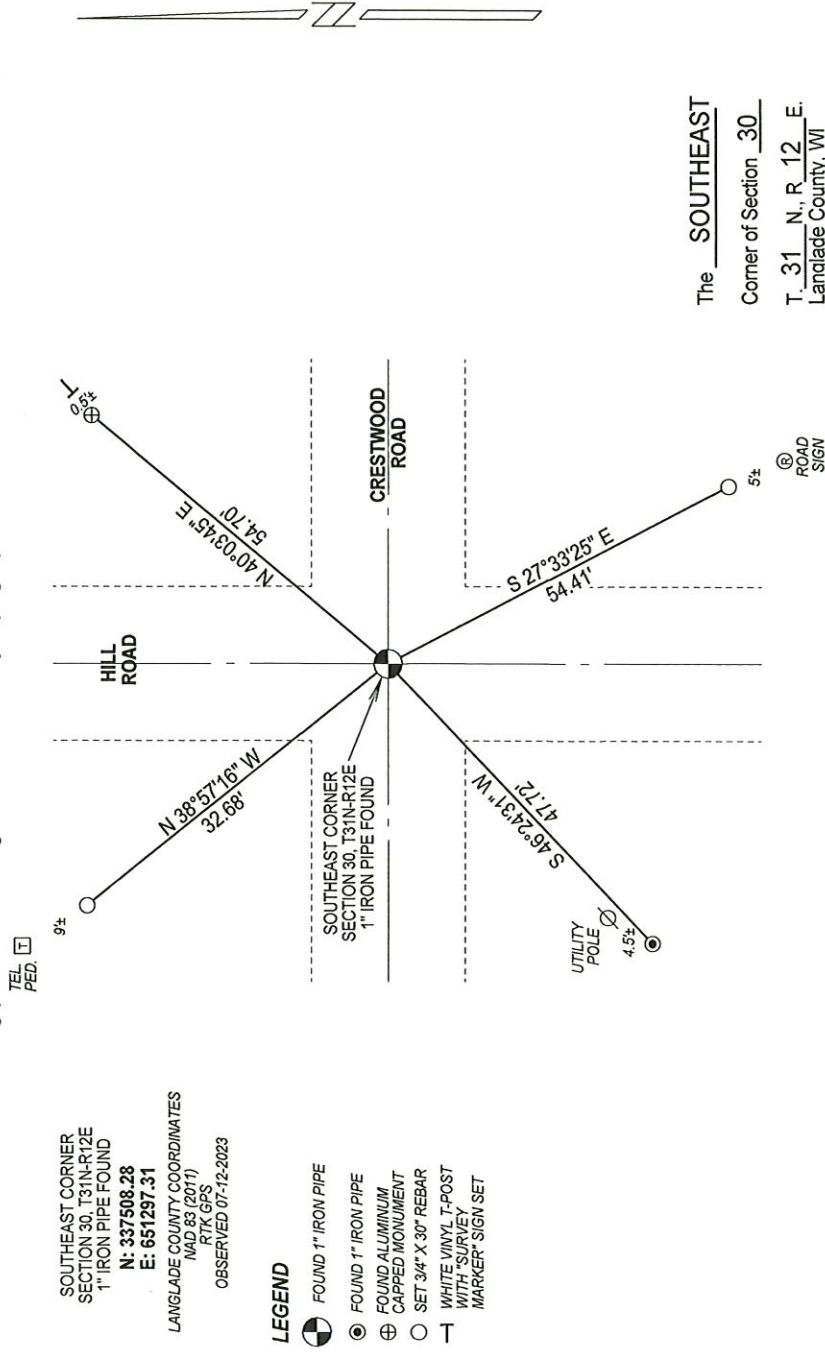 SOUTHEAST CORNER
SECTION 30, T31N-R12E
1" IRON PIPE FOUND
N: 337508.28
E: 651297.31
LANGLADE COUNTY COORDINATES
NAD 83 (2011)
RTK GPS
OBSERVED 07-12-2023
LEGEND
FOUND 1" IRON PIPE
FOUND 1" IRON PIPE
FOUND ALUMINUM
CAPPED MONUMENT
SET 3/4" X 30" REBAR
WHITE VINYL T-POST
WITH "SURVEY
MARKER" SIGN SET
TEL.
PED.
T
9'±
N 38°57'16" W
32.68'
HILL
ROAD
N 40°03'45" E
54.70'
0.5'±
SOUTHEAST CORNER
SECTION 30, T31N-R12E
1" IRON PIPE FOUND
CRESTWOOD
ROAD
UTILITY
POLE
4.5'±
S 46°24'31" W
47.72'
S 27°33'25" E
54.41'
5'±
R
ROAD
SIGN
N
The SOUTHEAST
Corner of Section 30
T. 31 N., R 12 E.
Langlade County, WI